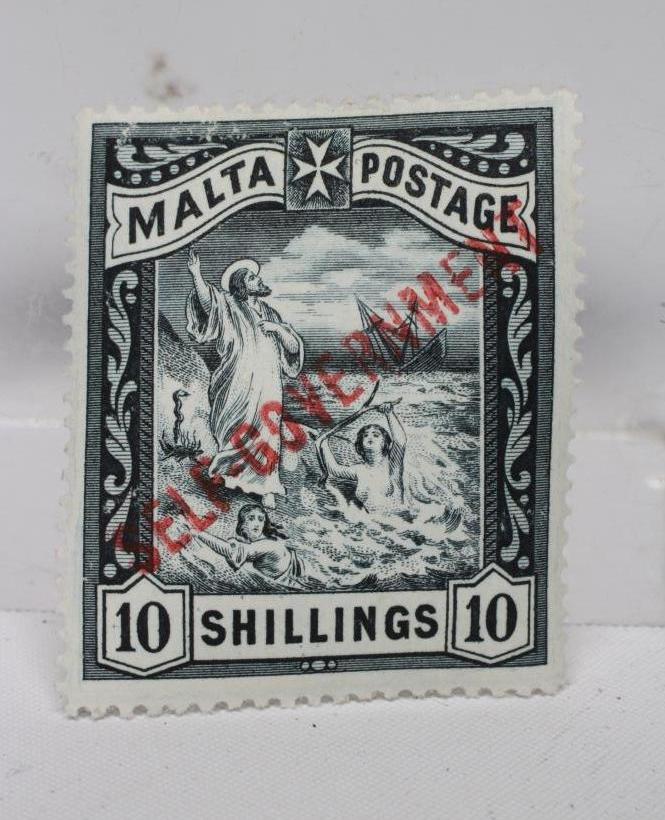 MALTA POSTAGE
SELF-GOVERNMENT
10 SHILLINGS 10